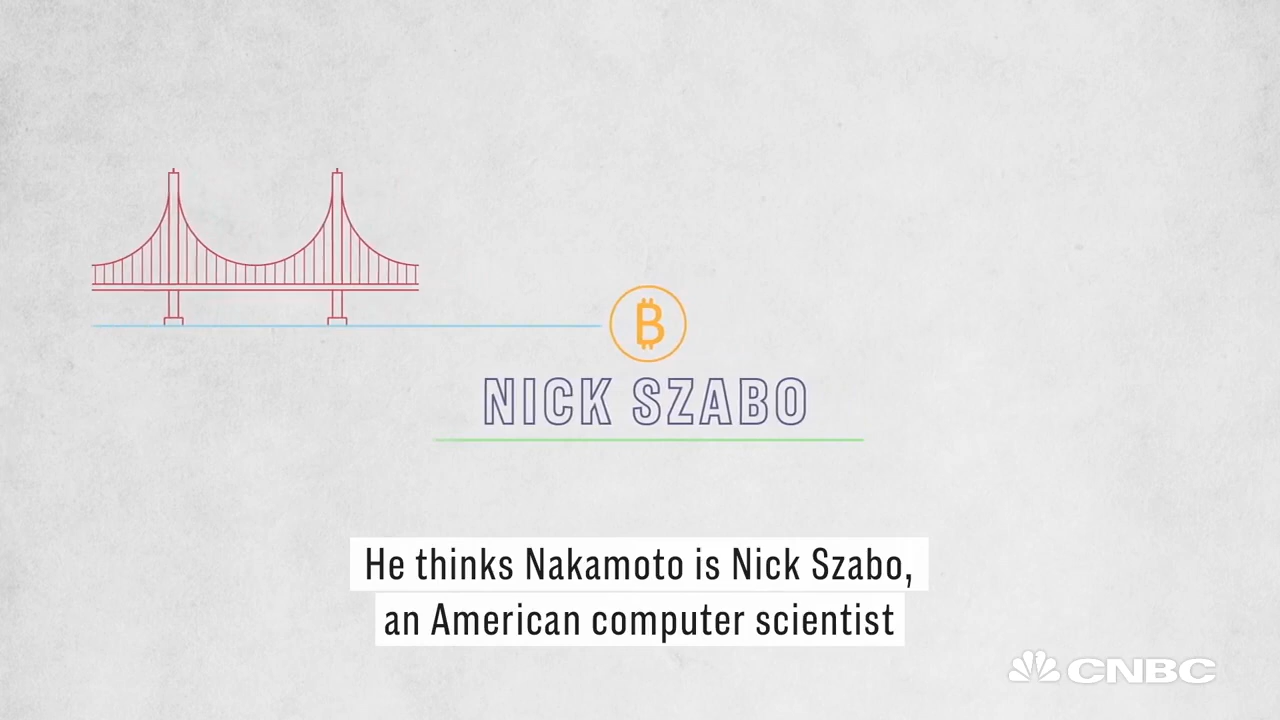 NICK SZABO
He thinks Nakamoto is Nick Szabo,
an American computer scientist
CNBC